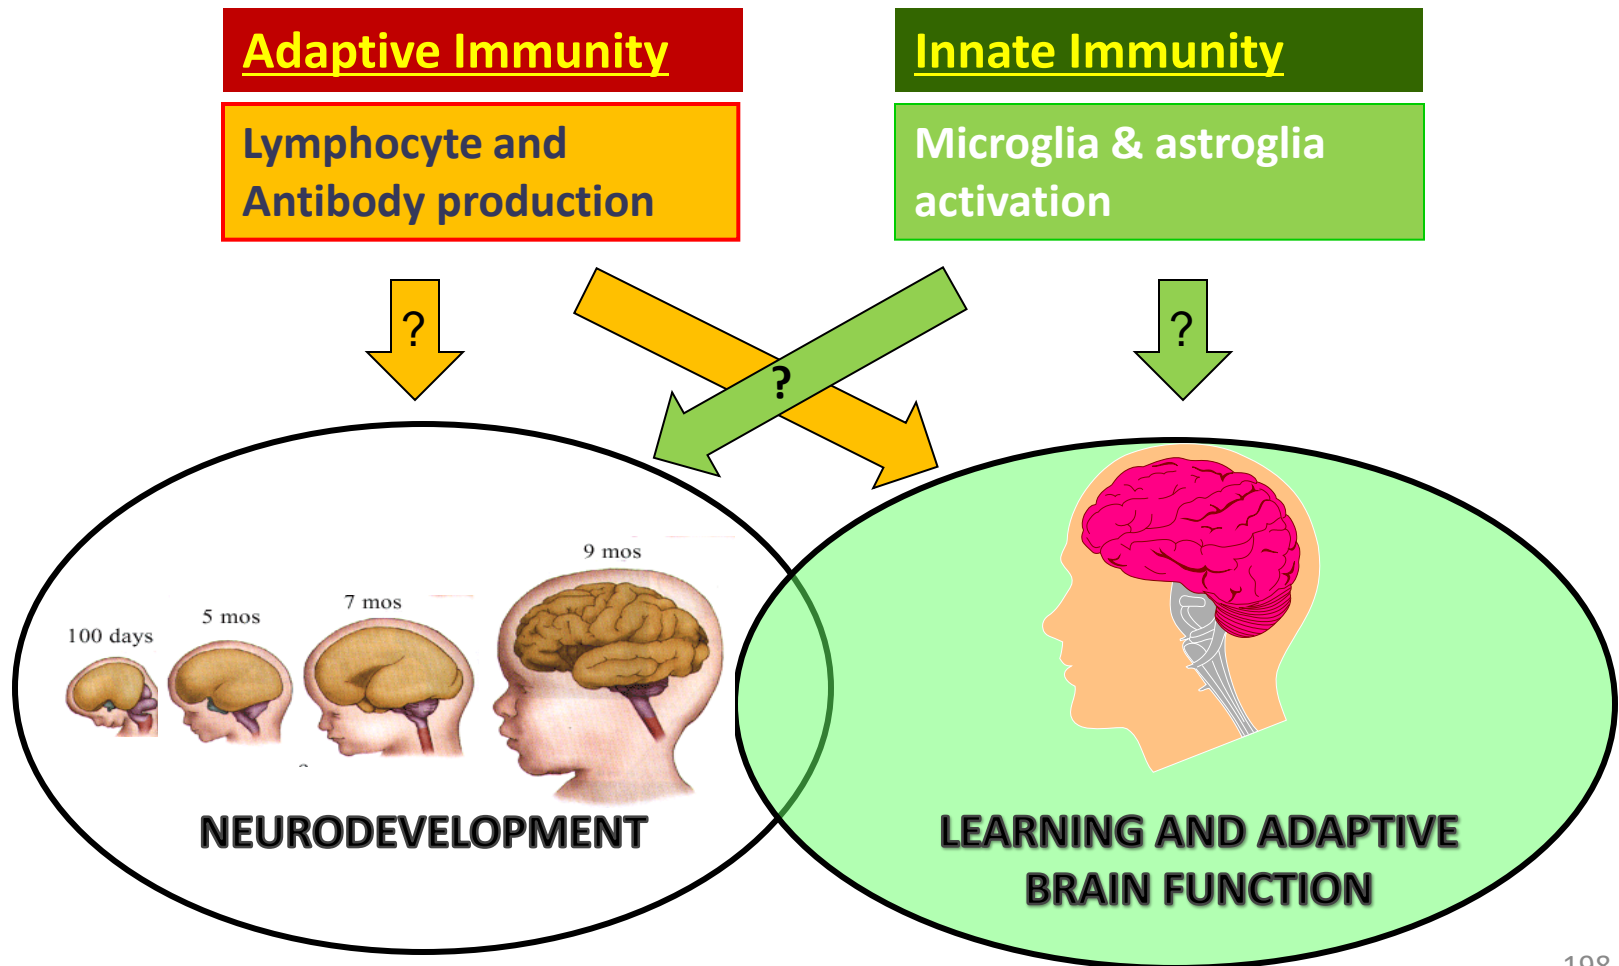 Adaptive Immunity
Innate Immunity
Lymphocyte and
Antibody production
Microglia & astroglia
activation
?
?
?
100 days
5 mos
7 mos
9 mos
NEURODEVELOPMENT
LEARNING AND ADAPTIVE
BRAIN FUNCTION
198